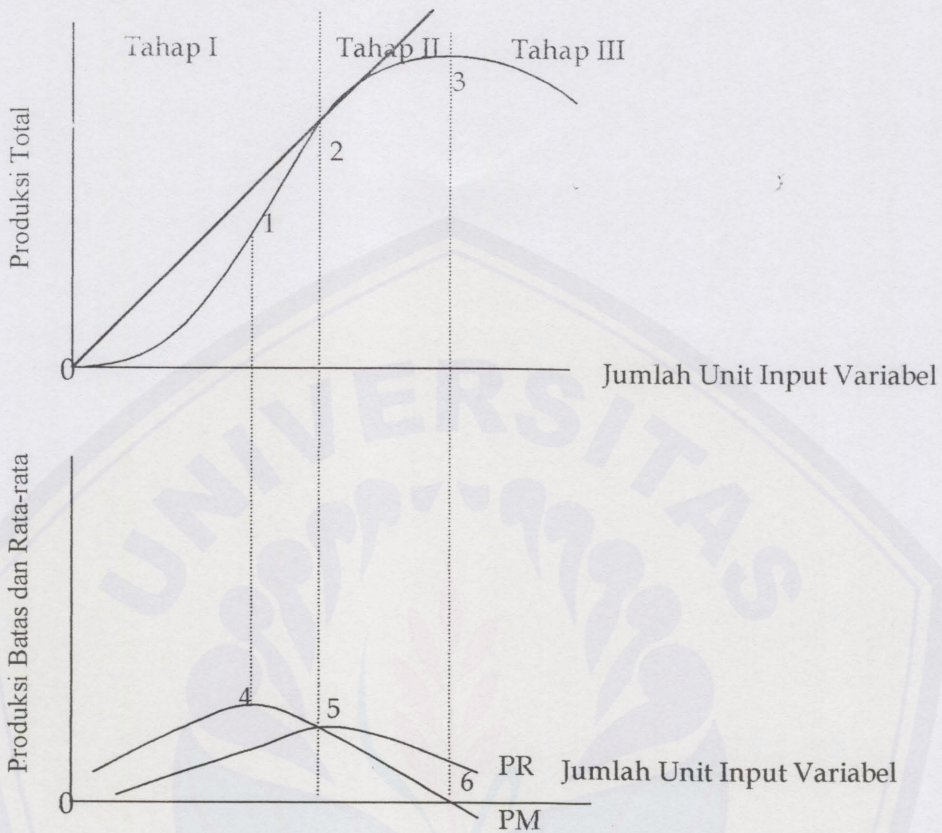 Tahap I
Tahap II
Tahap III
Produksi Total
3
2
1
0
Jumlah Unit Input Variabel
UNIVERSITAS
Produksi Batas dan Rata-rata
4
5
PR
Jumlah Unit Input Variabel
6
0
PM